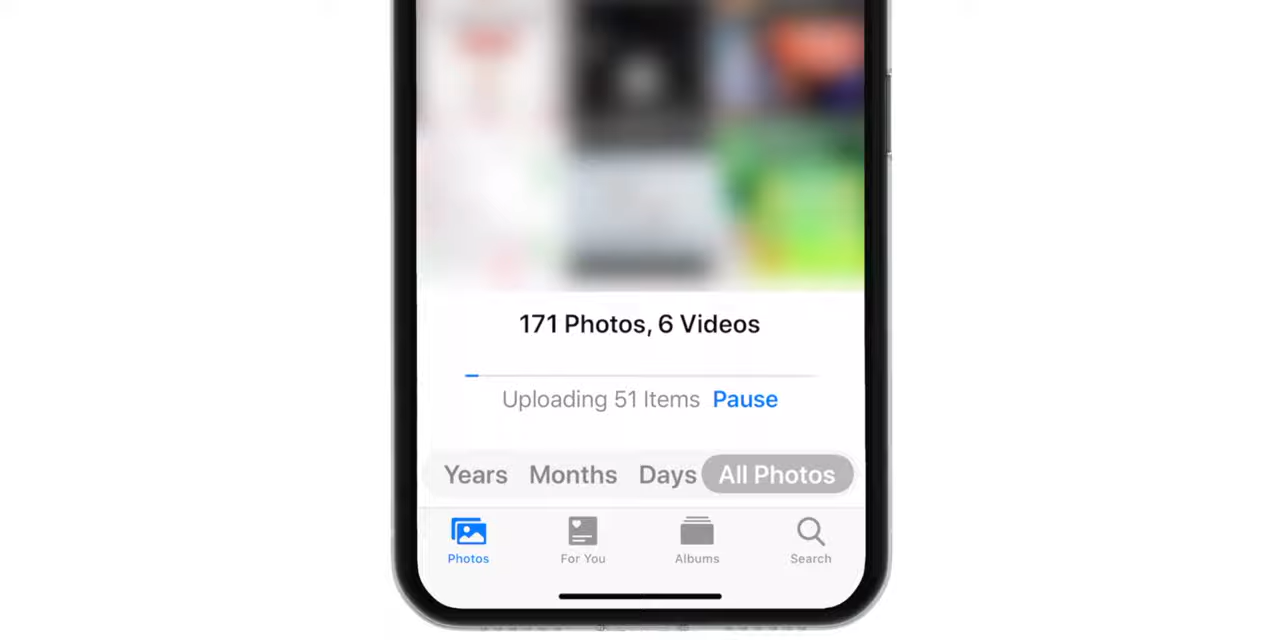 171 Photos, 6 Videos
Uploading 51 Items Pause
Years Months Days All Photos
Photos For You Albums Search